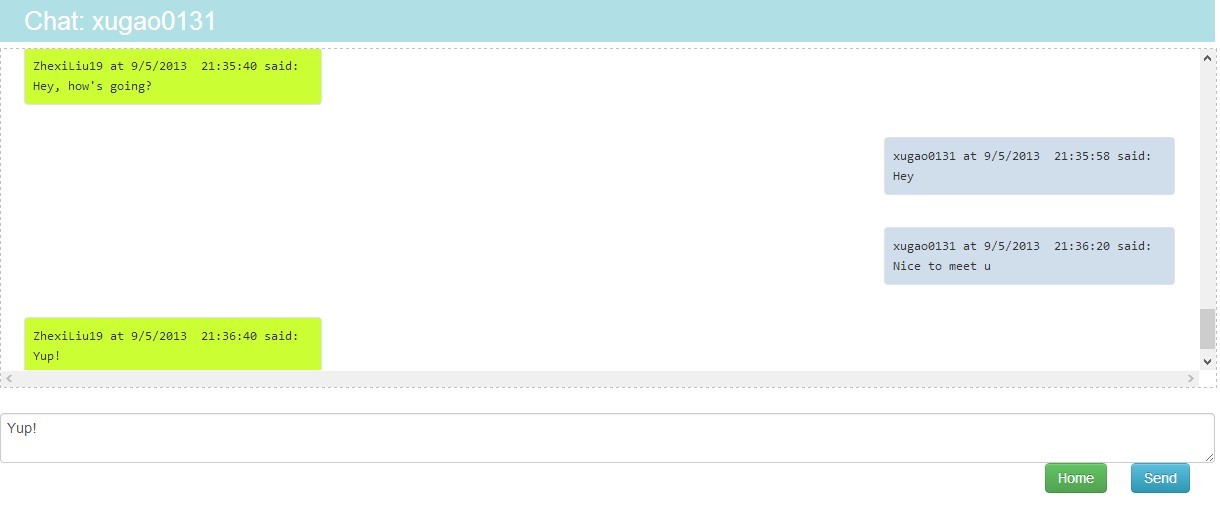 Chat: xugao0131
ZhexiLiu19 at 9/5/2013  21:35:40 said:
Hey, how's going?
xugao0131 at 9/5/2013  21:35:58 said:
Hey
xugao0131 at 9/5/2013  21:36:20 said:
Nice to meet u
ZhexiLiu19 at 9/5/2013  21:36:40 said:
Yup!
Yup!
Home Send